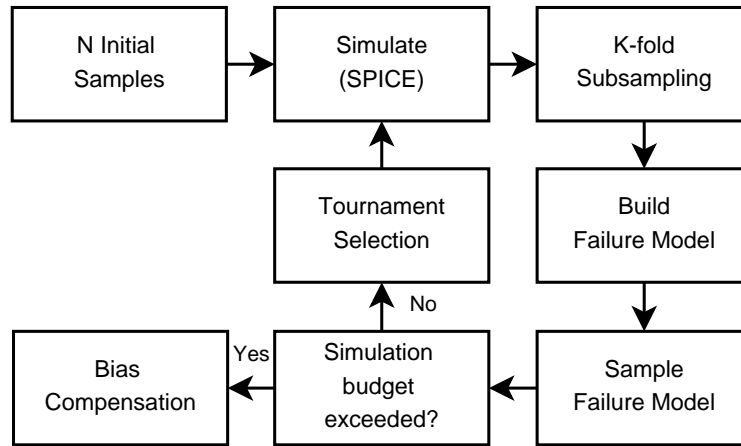 N Initial
Samples
Simulate
(SPICE)
K-fold
Subsampling
Tournament
Selection
Build
Failure Model
No
Yes
Bias
Compensation
Simulation
budget
exceeded?
Sample
Failure Model